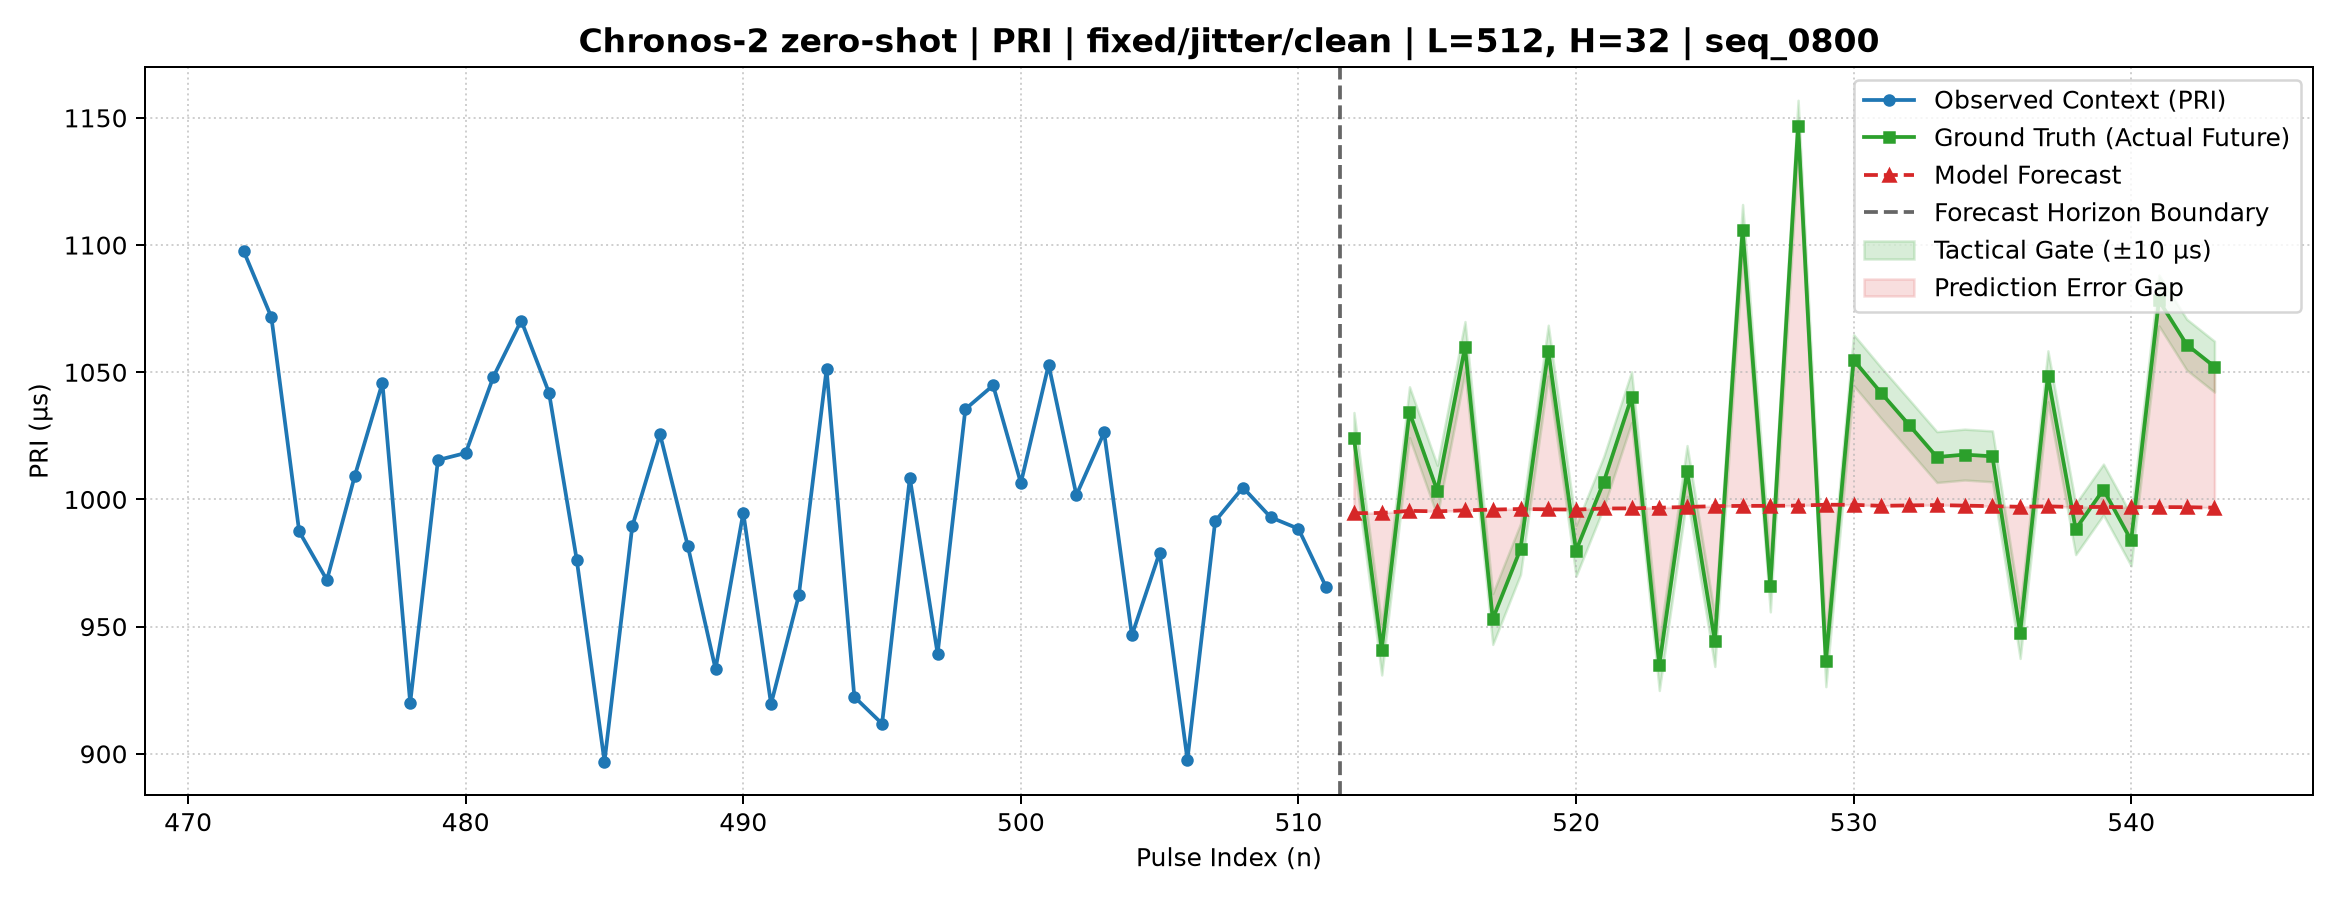 Chronos-2 zero-shot | PRI | fixed/jitter/clean | L=512, H=32 | seq_0800
1150
1100
1050
1000
950
900
PRI (µs)
Observed Context (PRI)
Ground Truth (Actual Future)
Model Forecast
Forecast Horizon Boundary
Tactical Gate (±10 µs)
Prediction Error Gap
470 480 490 500 510 520 530 540
Pulse Index (n)